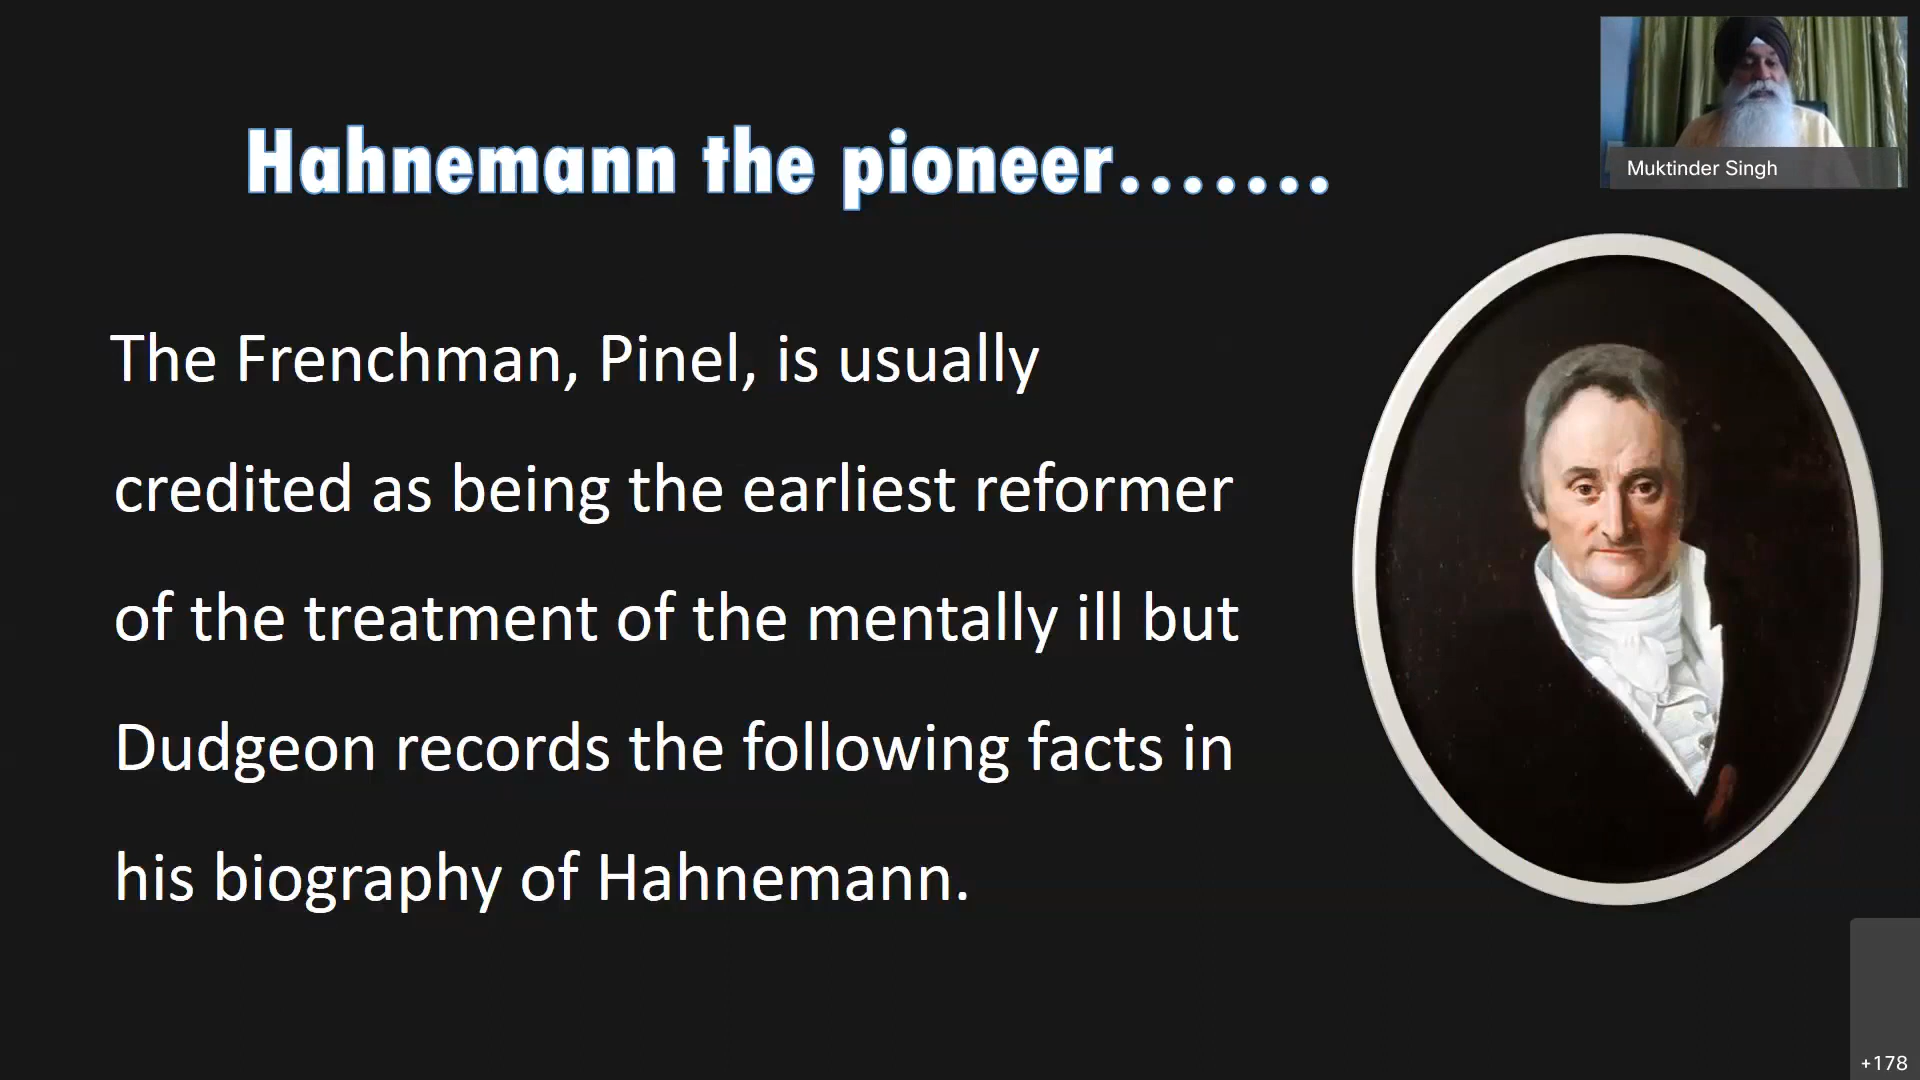 Hahnemann the pioneer.......
Muktinder Singh
The Frenchman, Pinel, is usually
credited as being the earliest reformer
of the treatment of the mentally ill but
Dudgeon records the following facts in
his biography of Hahnemann.
+178